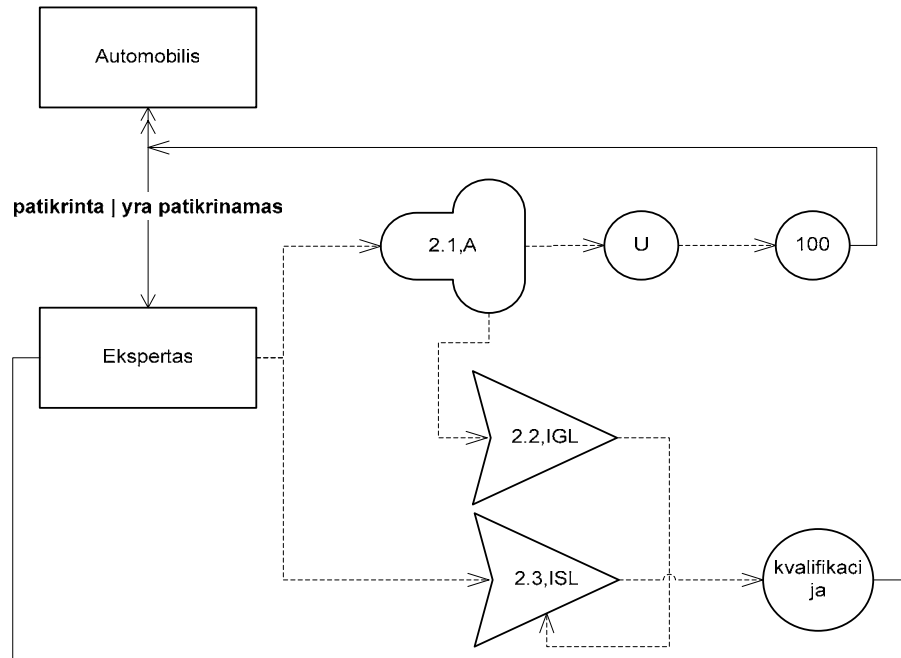 Automobilis
patikrinta | yra patikrinamas
2.1,A
U
100
Ekspertas
2.2,IGL
2.3,ISL
kvalifikaci
ja